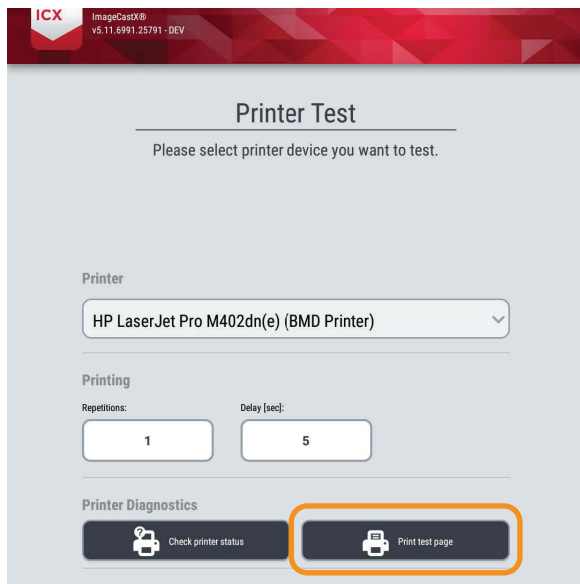 ICX
ImageCastX®
v5.11.6991.25791 - DEV
Printer Test
Please select printer device you want to test.
Printer
HP LaserJet Pro M402dn(e) (BMD Printer)
Printing
Repetitions: Delay [sec]:
1 5
Printer Diagnostics
Check printer status Print test page